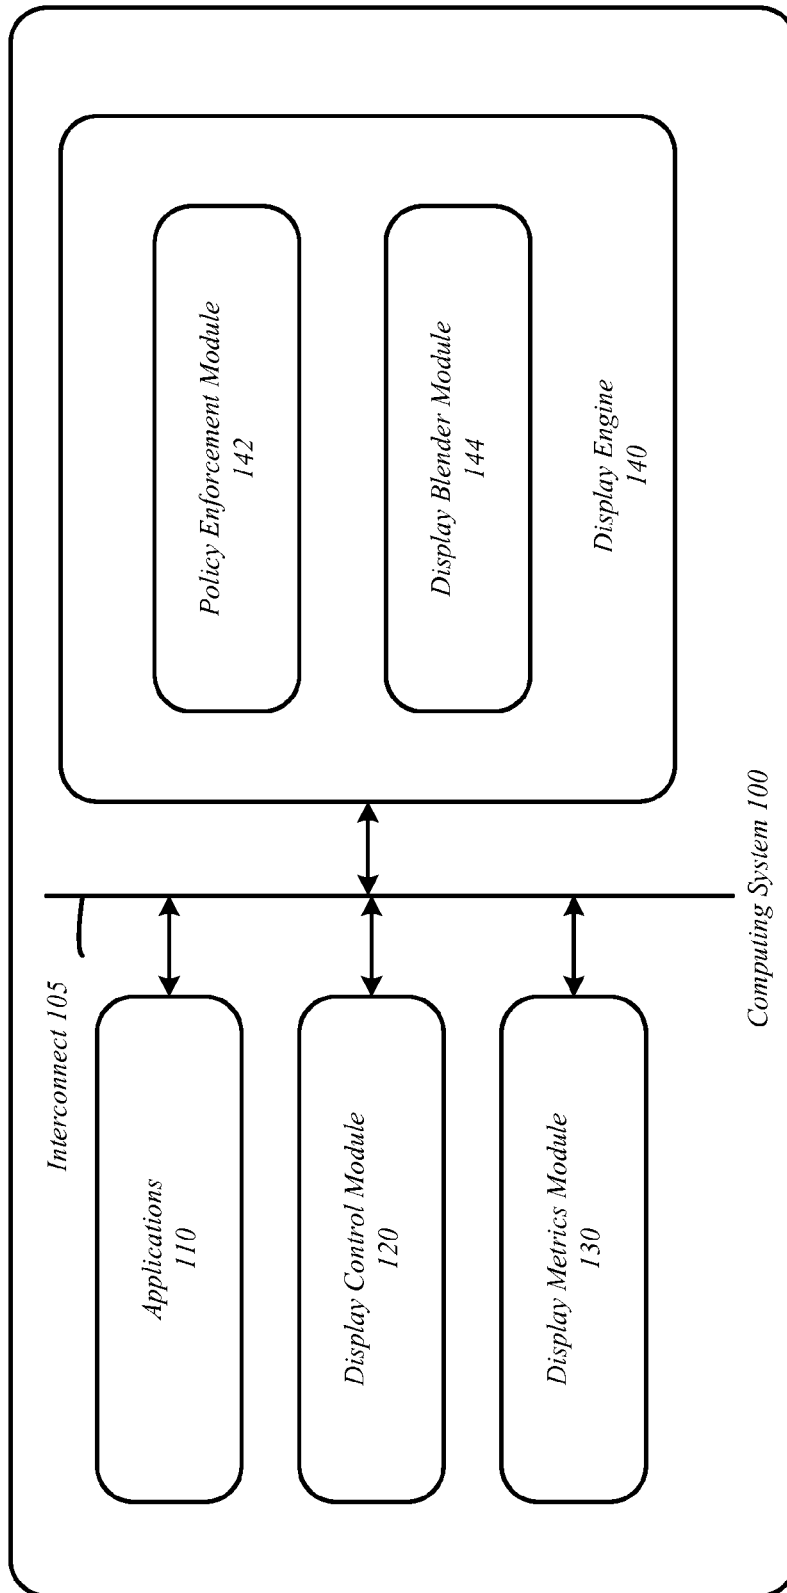 Interconnect 105
Applications
110
Display Control Module
120
Display Metrics Module
130
Policy Enforcement Module
142
Display Blender Module
144
Display Engine
140
Computing System 100